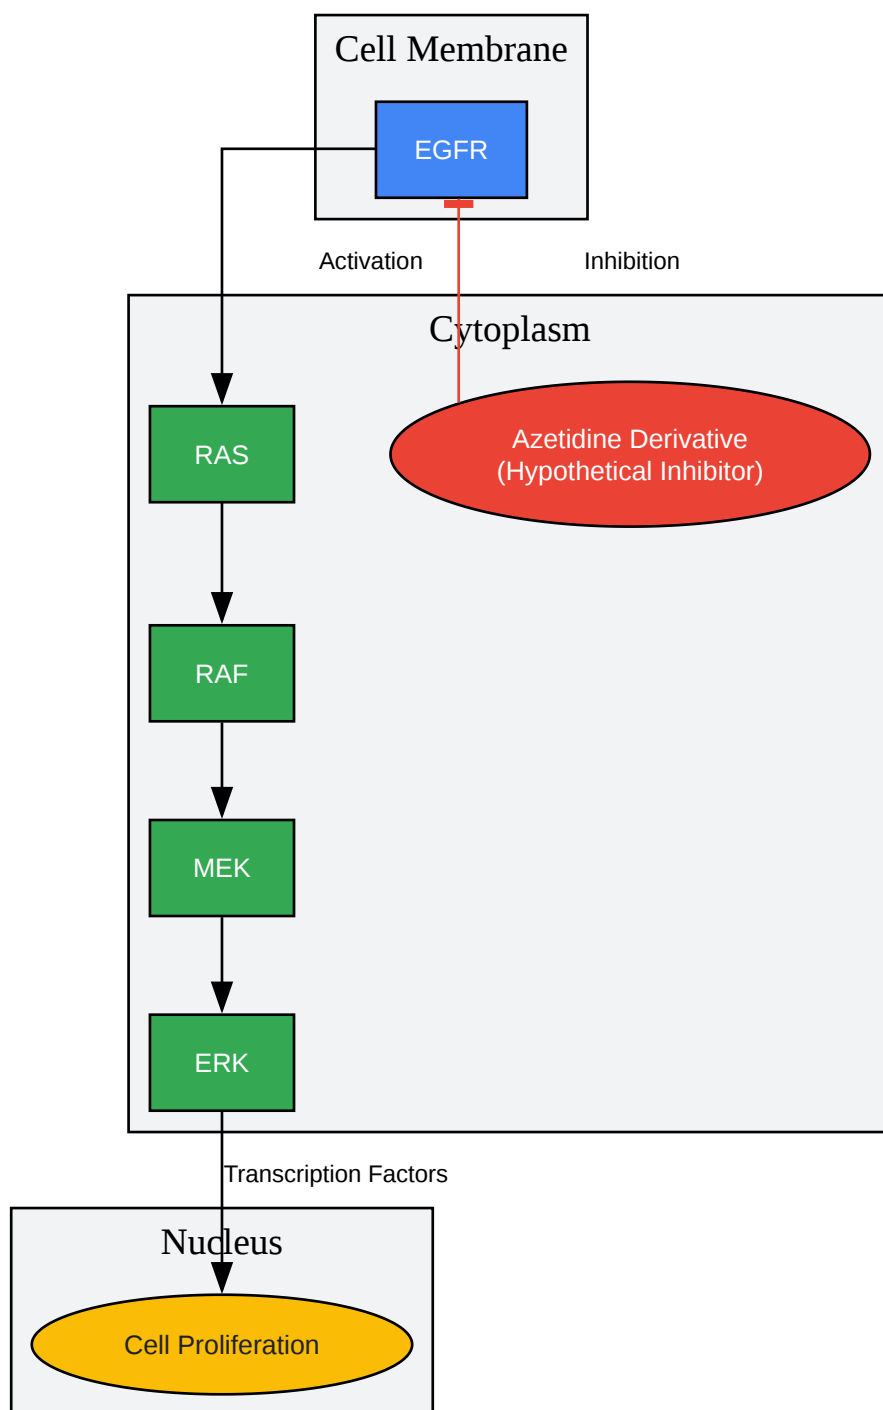 Cell Membrane
EGFR
Activation
Inhibition
Cytoplasm
RAS
Azetidine Derivative
(Hypothetical Inhibitor)
RAF
MEK
ERK
Transcription Factors
Nucleus
Cell Proliferation